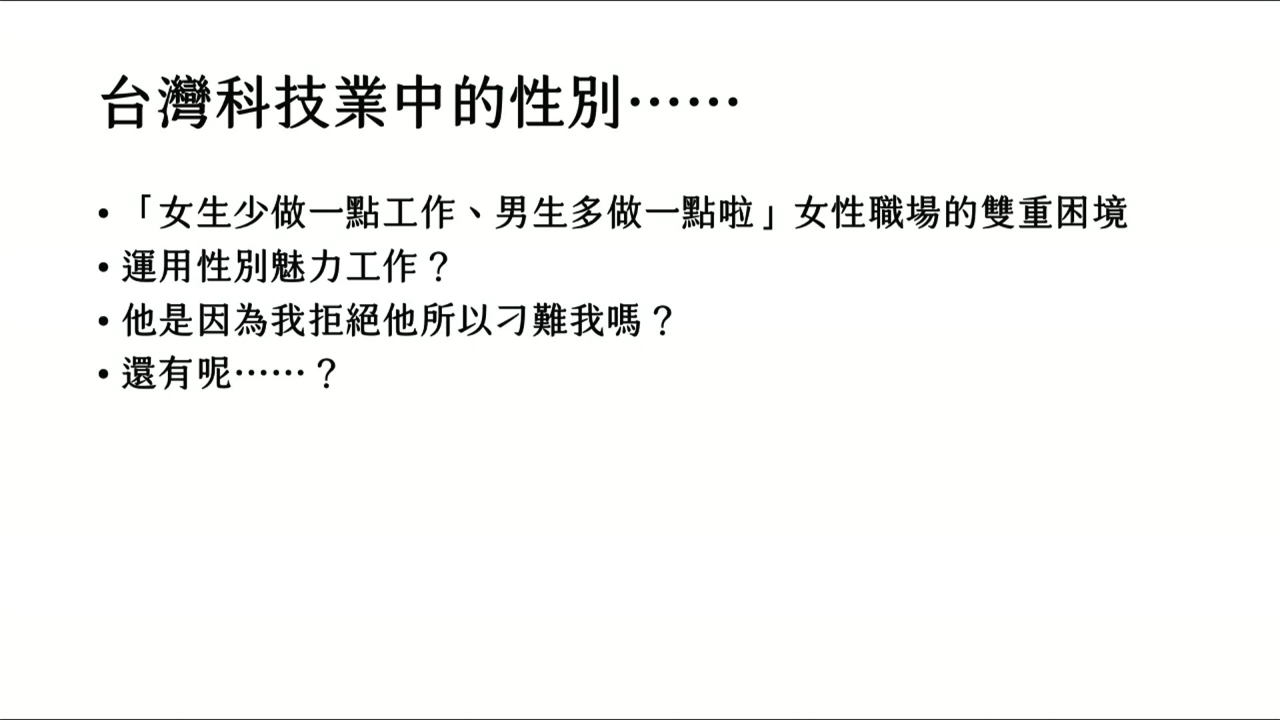 台灣科技業中的性別……
• 「女生少做一點工作、男生多做一點啦」女性職場的雙重困境
• 運用性別魅力工作？
• 他是因為我拒絕他所以刁難我嗎？
• 還有呢……？